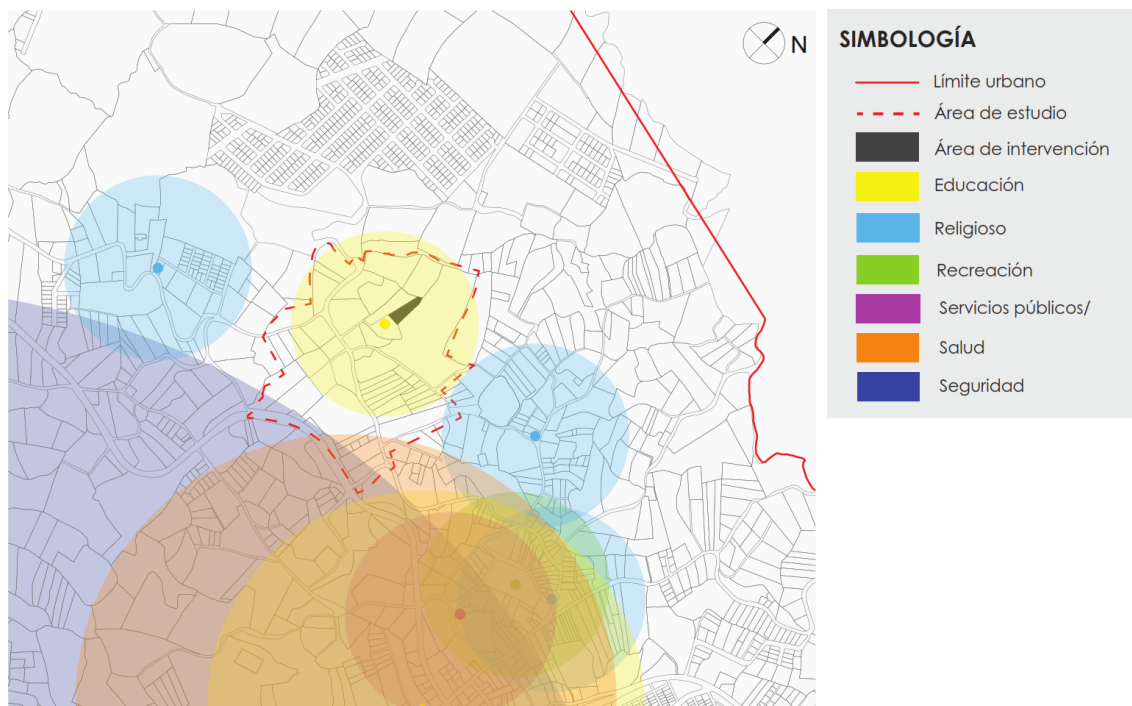 N
SIMBOLOGÍA
Límite urbano
Área de estudio
Área de intervención
Educación
Religioso
Recreación
Servicios públicos/
Salud
Seguridad